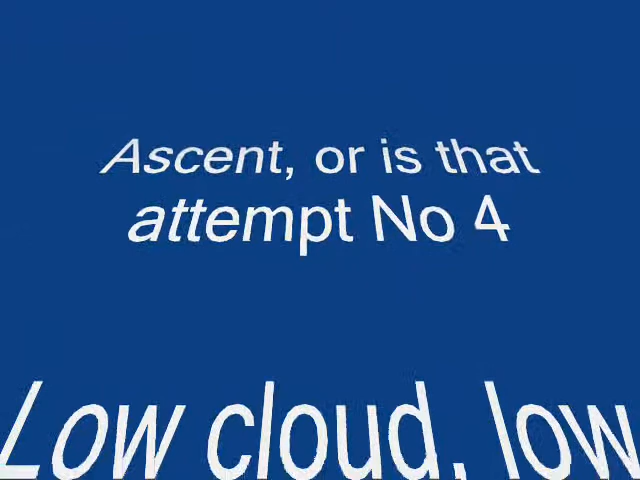 Ascent, or is that
attempt No 4
Low cloud, low